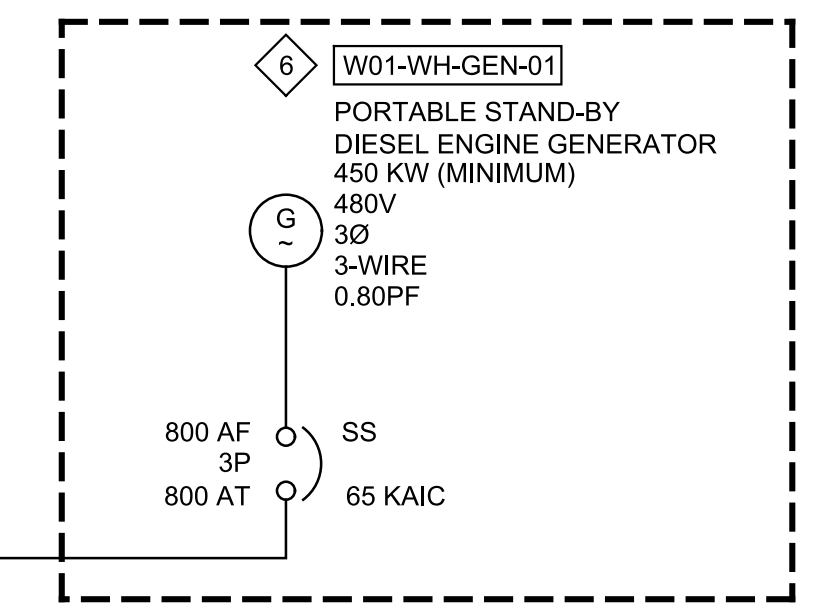 6
W01-WH-GEN-01
PORTABLE STAND-BY
DIESEL ENGINE GENERATOR
450 KW (MINIMUM)
480V
3Ø
3-WIRE
0.80PF
G
~
800 AF
3P
800 AT
SS
65 KAIC